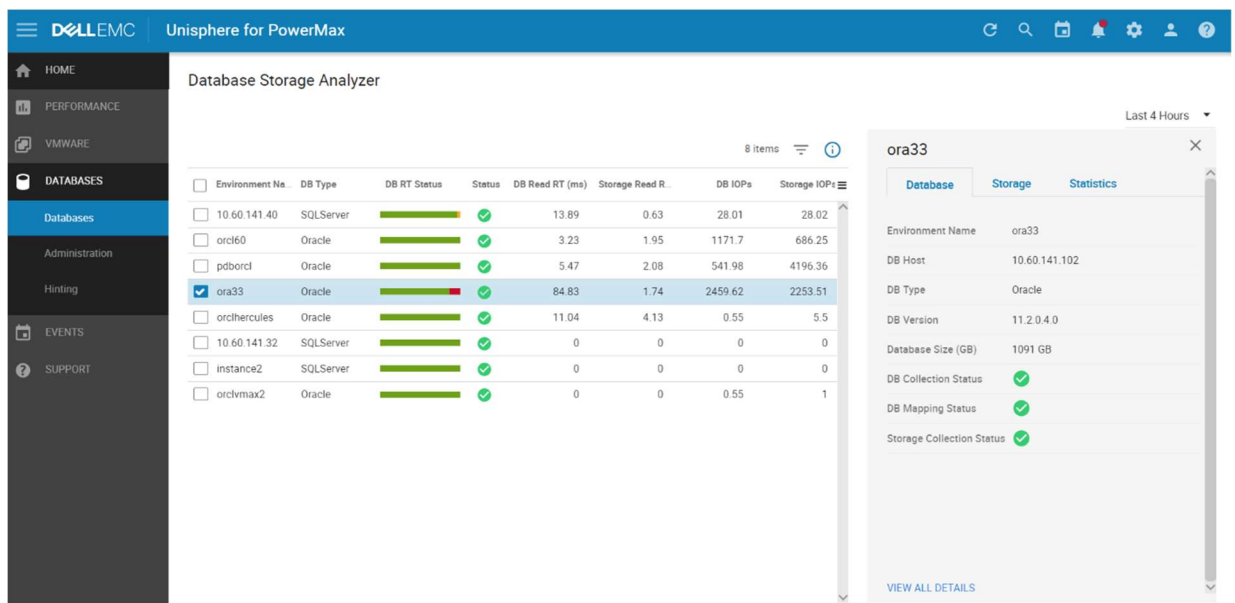 DELLEMC Unisphere for PowerMax
HOME
PERFORMANCE
VMWARE
DATABASES
Databases
Administration
Hinting
EVENTS
SUPPORT
Database Storage Analyzer
Last 4 Hours
8 items
Environment Na... DB Type DB RT Status Status DB Read RT (ms) Storage Read R... DB IOPs Storage IOPs
10.60.141.40 SQLServer 13.89 0.63 28.01 28.02
orcl60 Oracle 3.23 1.95 1171.7 686.25
pdborcl Oracle 5.47 2.08 541.98 4196.36
ora33 Oracle 84.83 1.74 2459.62 2253.51
orclhercules Oracle 11.04 4.13 0.55 5.5
10.60.141.32 SQLServer 0 0 0 0
instance2 SQLServer 0 0 0 0
orclvmax2 Oracle 0 0 0.55 1
ora33
Database Storage Statistics
Environment Name ora33
DB Host 10.60.141.102
DB Type Oracle
DB Version 11.2.0.4.0
Database Size (GB) 1091 GB
DB Collection Status
DB Mapping Status
Storage Collection Status
VIEW ALL DETAILS